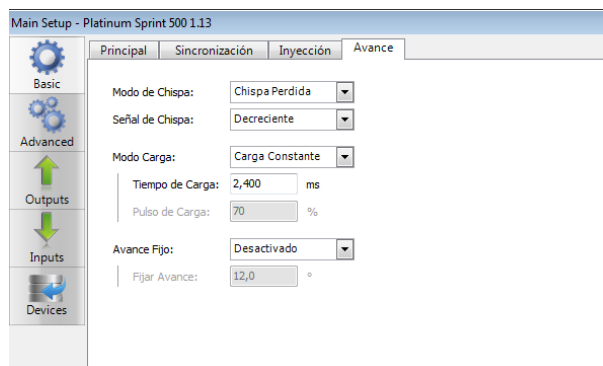 Main Setup - Platinum Sprint 500 1.13
Principal Sincronización Inyección Avance
Basic
Advanced
Outputs
Inputs
Devices
Modo de Chispa: Chispa Perdida
Señal de Chispa: Decreciente
Modo Carga: Carga Constante
Tiempo de Carga: 2,400 ms
Pulso de Carga: 70 %
Avance Fijo: Desactivado
Fijar Avance: 12,0 °